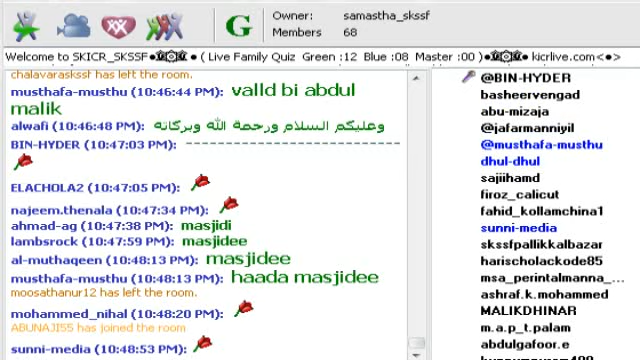 G
Owner: samastha_skssf
Members 68
Welcome to SKICR_SKSSF ( Live Family Quiz Green :12 Blue :08 Master :00 ) kicrlive.com<●>
chalavaraskssf has left the room.
musthafa-musthu (10:46:44 PM): valld bi abdul
malik
alwafi (10:46:48 PM): وعليكم السلام ورحمة الله وبركاته
BIN-HYDER (10:47:03 PM): --------------------------------
ELACHOLA2 (10:47:05 PM):
najeem.thenala (10:47:34 PM):
ahmad-ag (10:47:38 PM): masjidi
lambsrock (10:47:59 PM): masjidee
al-muthaqeen (10:48:13 PM): masjidee
musthafa-musthu (10:48:13 PM): haada masjidee
moosathanur12 has left the room.
mohammed_nihal (10:48:20 PM):
ABUNAJI55 has joined the room
sunni-media (10:48:53 PM):
@BIN-HYDER
basheervengad
abu-mizaja
@jafarmanniyil
@musthafa-musthu
dhul-dhul
sajiihamd
firoz_calicut
fahid_kollamchina1
sunni-media
skssfpallikkalbazar
harischolackode85
msa_perintalmanna_...
ashraf.k.mohammed
MALIKDHINAR
m.a.p_t.palam
abdulgafoor.e